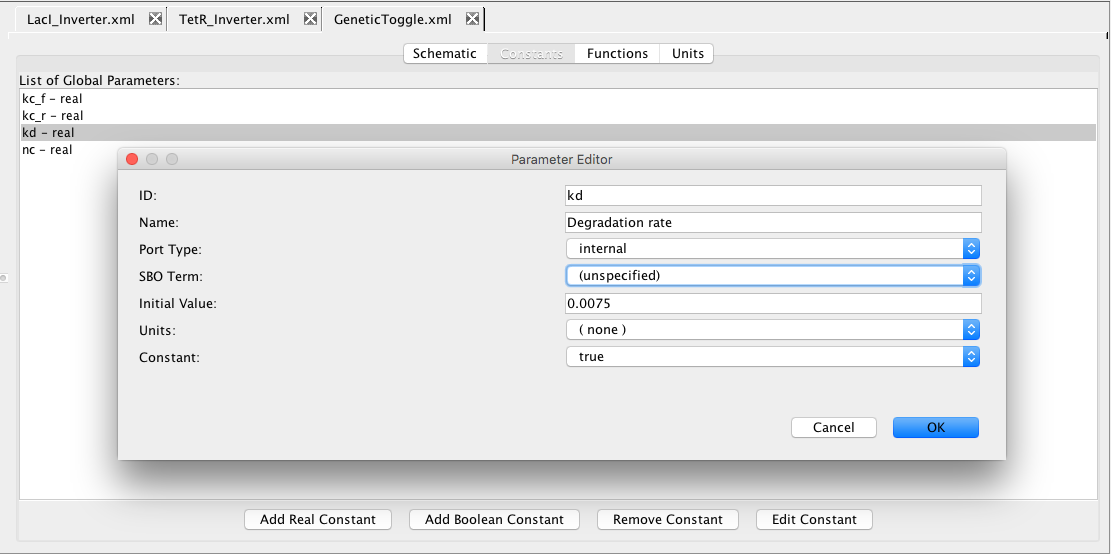 LacI_Inverter.xml TetR_Inverter.xml GeneticToggle.xml
Schematic Constants Functions Units
List of Global Parameters:
kc_f - real
kc_r - real
kd - real
nc - real
Parameter Editor
ID: kd
Name: Degradation rate
Port Type: internal
SBO Term: (unspecified)
Initial Value: 0.0075
Units: ( none )
Constant: true
Cancel OK
Add Real Constant Add Boolean Constant Remove Constant Edit Constant